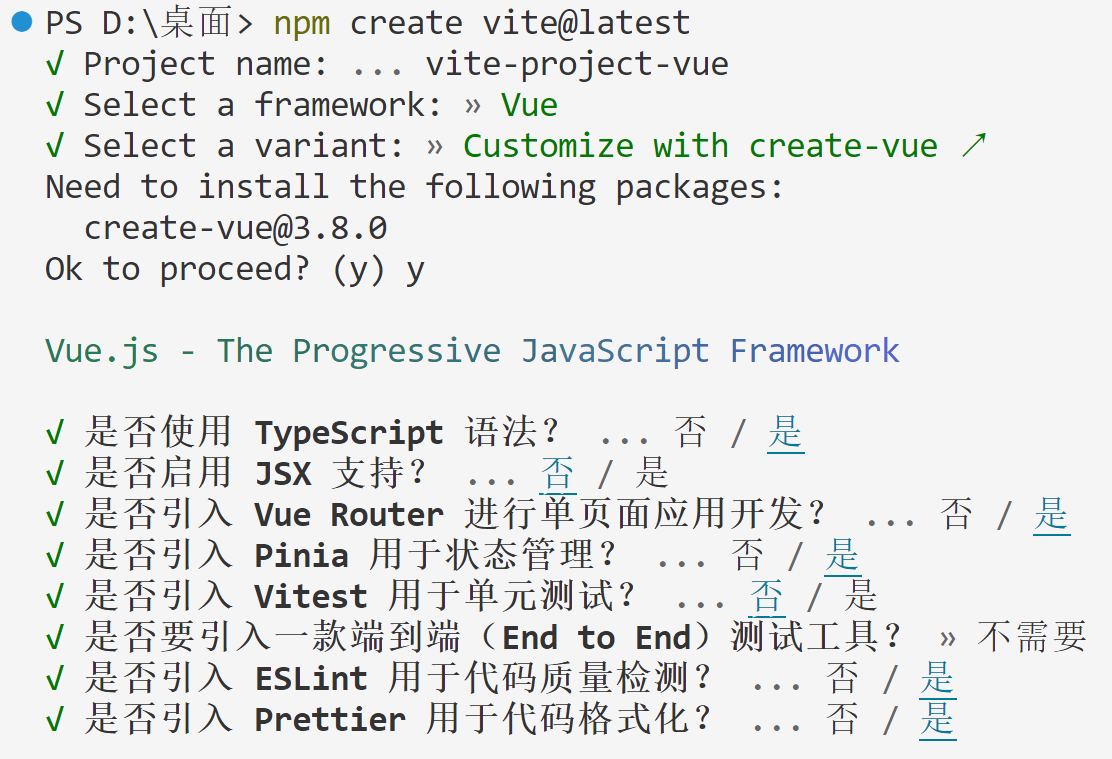 PS D:\桌面> npm create vite@latest
√ Project name: ... vite-project-vue
√ Select a framework: » Vue
√ Select a variant: » Customize with create-vue ↗
Need to install the following packages:
  create-vue@3.8.0
Ok to proceed? (y) y
Vue.js - The Progressive JavaScript Framework
√ 是否使用 TypeScript 语法? ... 否 / 是
√ 是否启用 JSX 支持? ... 否 / 是
√ 是否引入 Vue Router 进行单页面应用开发? ... 否 / 是
√ 是否引入 Pinia 用于状态管理? ... 否 / 是
√ 是否引入 Vitest 用于单元测试? ... 否 / 是
√ 是否要引入一款端到端（End to End）测试工具? » 不需要
√ 是否引入 ESLint 用于代码质量检测? ... 否 / 是
√ 是否引入 Prettier 用于代码格式化? ... 否 / 是